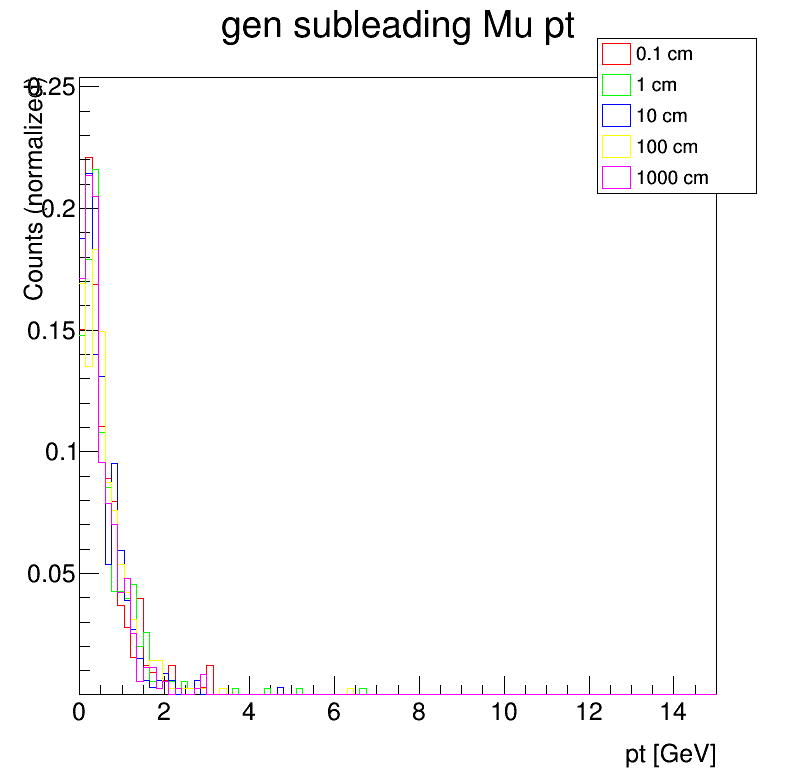 gen subleading Mu pt
0.1 cm
1 cm
10 cm
100 cm
1000 cm
Counts (normalized)
0.25
0.2
0.15
0.1
0.05
0 2 4 6 8 10 12 14
pt [GeV]